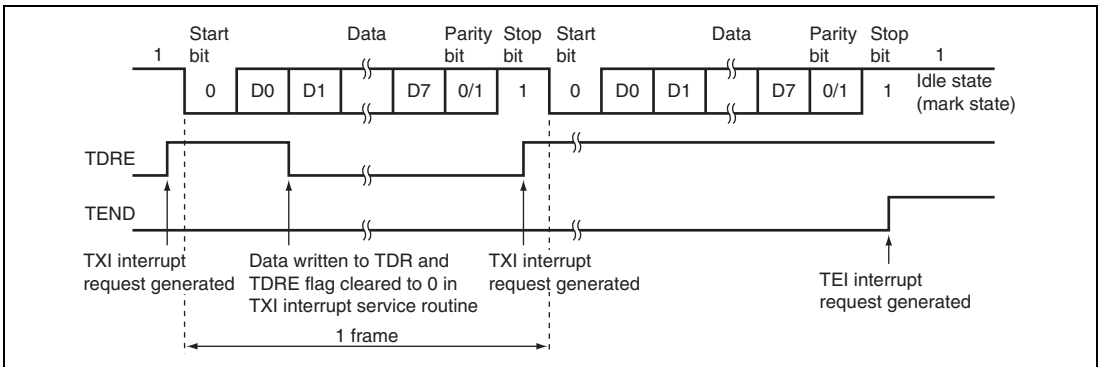 Start Data Parity Stop Start Data Parity Stop
1 bit bit bit bit bit bit 1
0 D0 D1 D7 0/1 1 0 D0 D1 D7 0/1 1 Idle state
(mark state)
TDRE
TEND
TXI interrupt
request generated
Data written to TDR and
TDRE flag cleared to 0 in
TXI interrupt service routine
TXI interrupt
request generated
TEI interrupt
request generated
1 frame